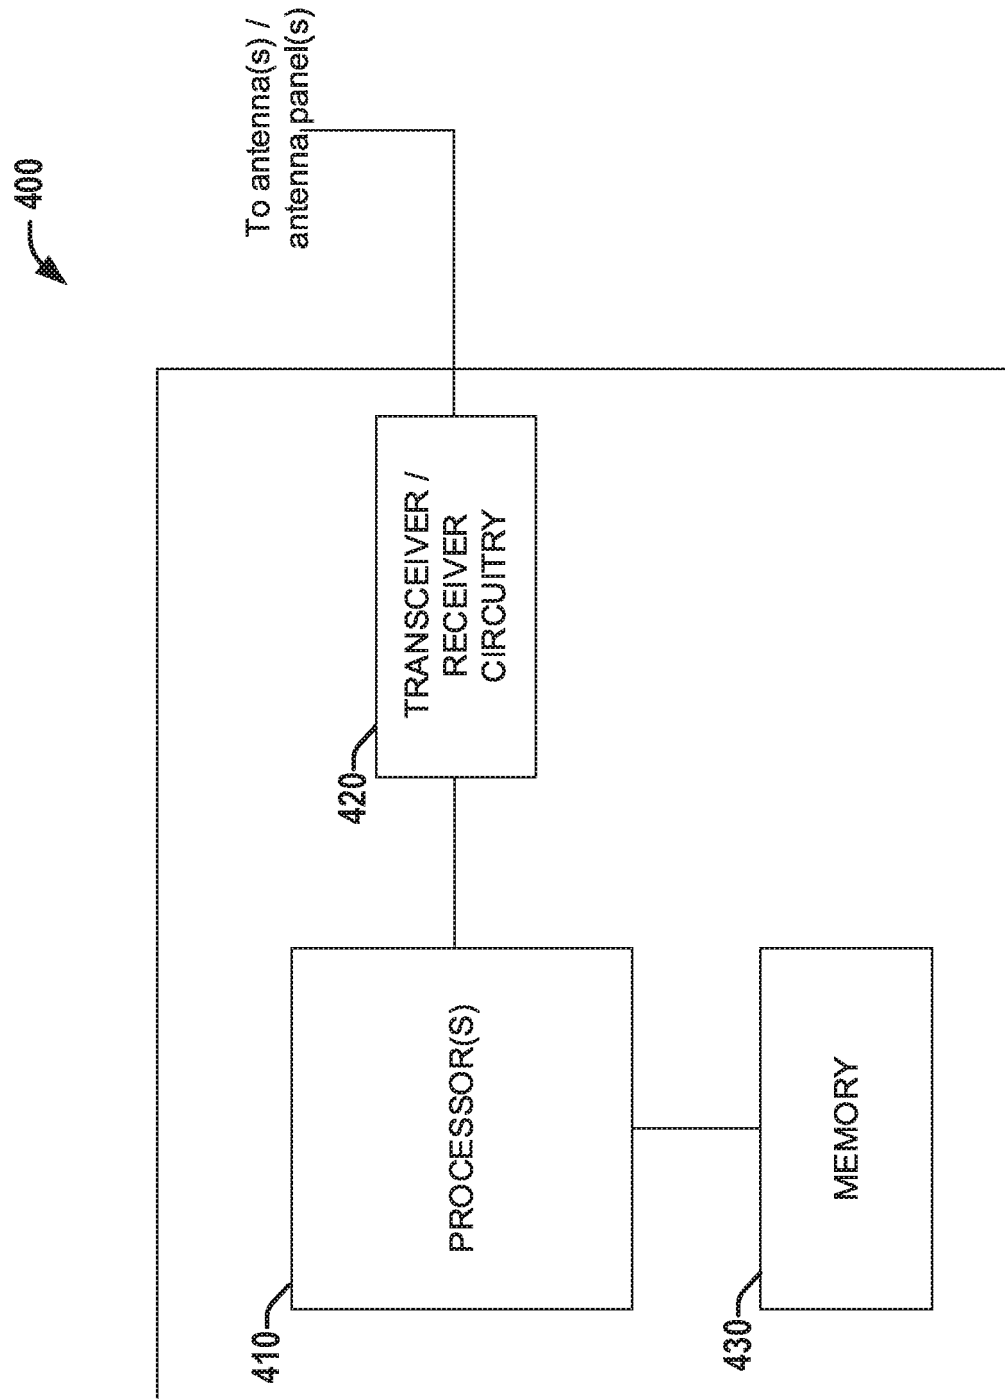 400
To antenna(s) /
antenna panel(s)
420
TRANSCEIVER /
RECEIVER
CIRCUITRY
410
PROCESSOR(S)
430
MEMORY